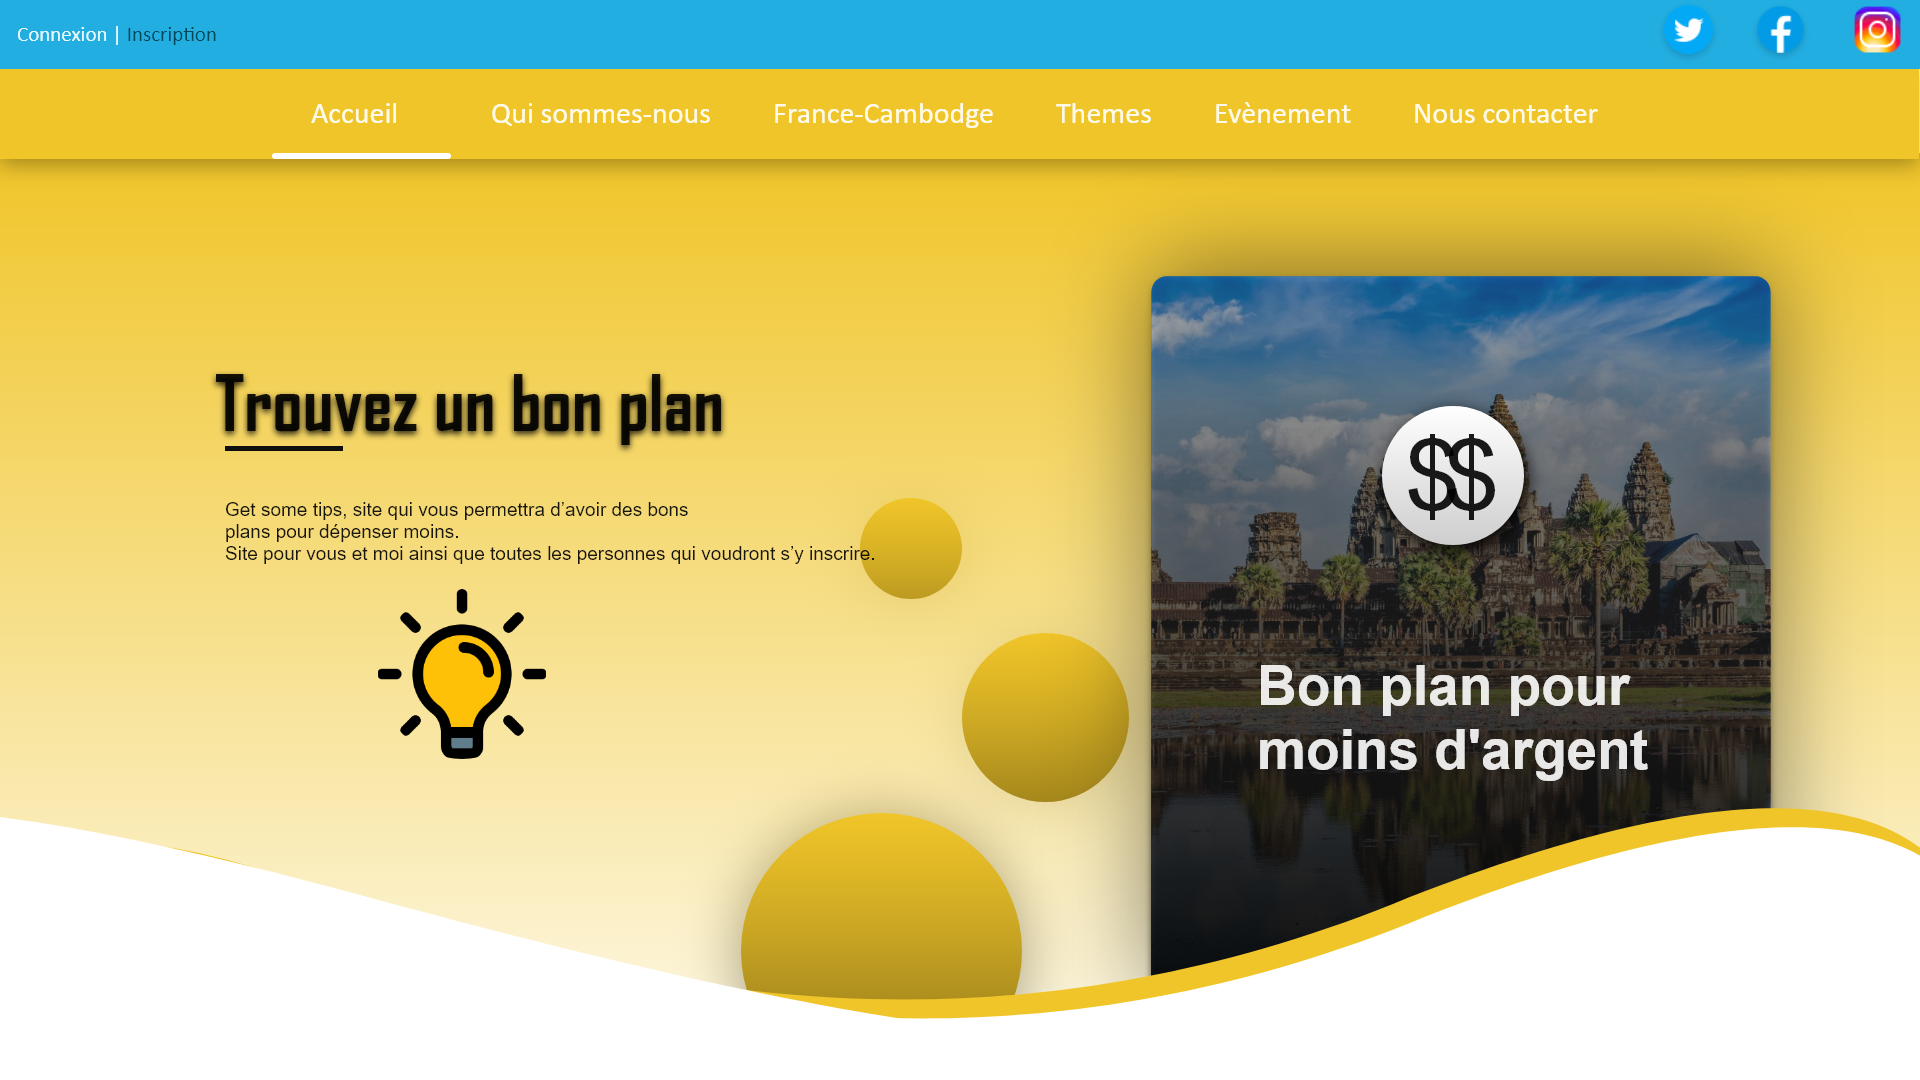 Connexion | Inscription
Accueil
Qui sommes-nous
France-Cambodge
Themes
Evènement
Nous contacter
Trouvez un bon plan
Get some tips, site qui vous permettra d’avoir des bons
plans pour dépenser moins.
Site pour vous et moi ainsi que toutes les personnes qui voudront s’y inscrire.
$$
Bon plan pour
moins d'argent